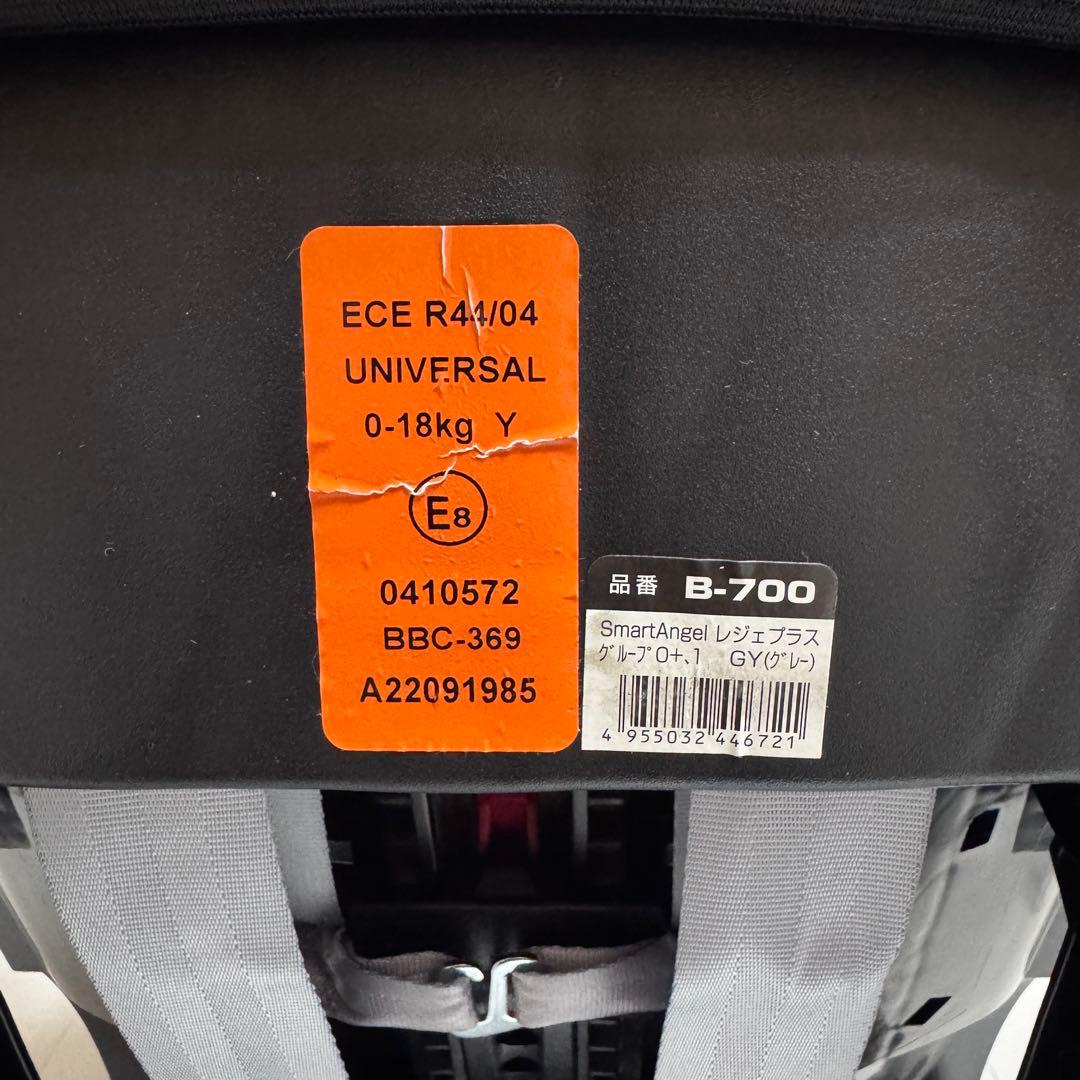 ECE R44/04
UNIVERSAL
0-18kg Y
E8
0410572
BBC-369
A22091985
品番 B-700
SmartAngel レジェプラス
グループ0+、1 GY(グレー)
4 955032 446721